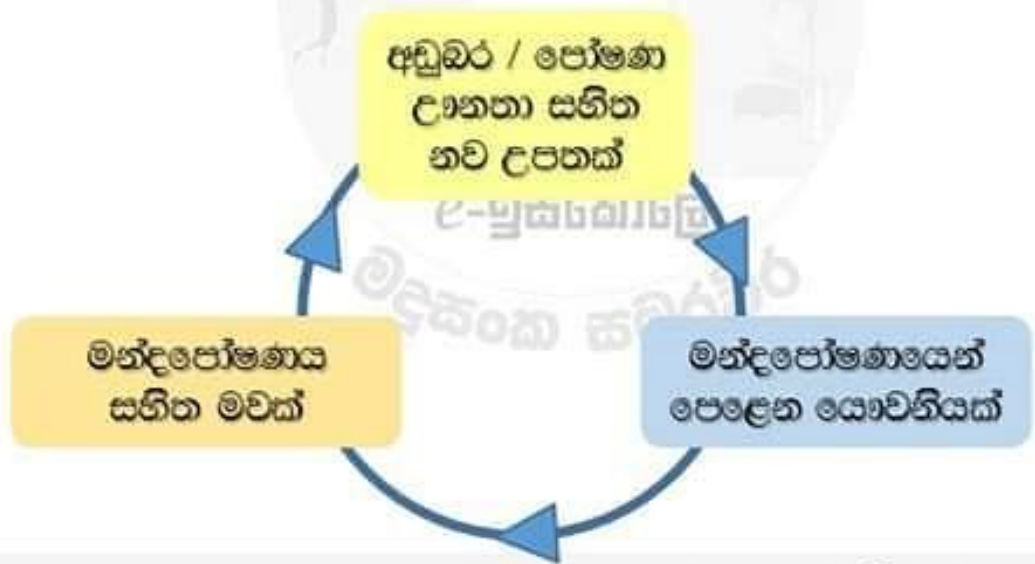 අඩුබර / පෝෂණ
ඌනතා සහිත
නව උපතක්
මන්දපෝෂණය
සහිත මවක්
මන්දපෝෂණයෙන්
පෙළෙන යෞවනියක්